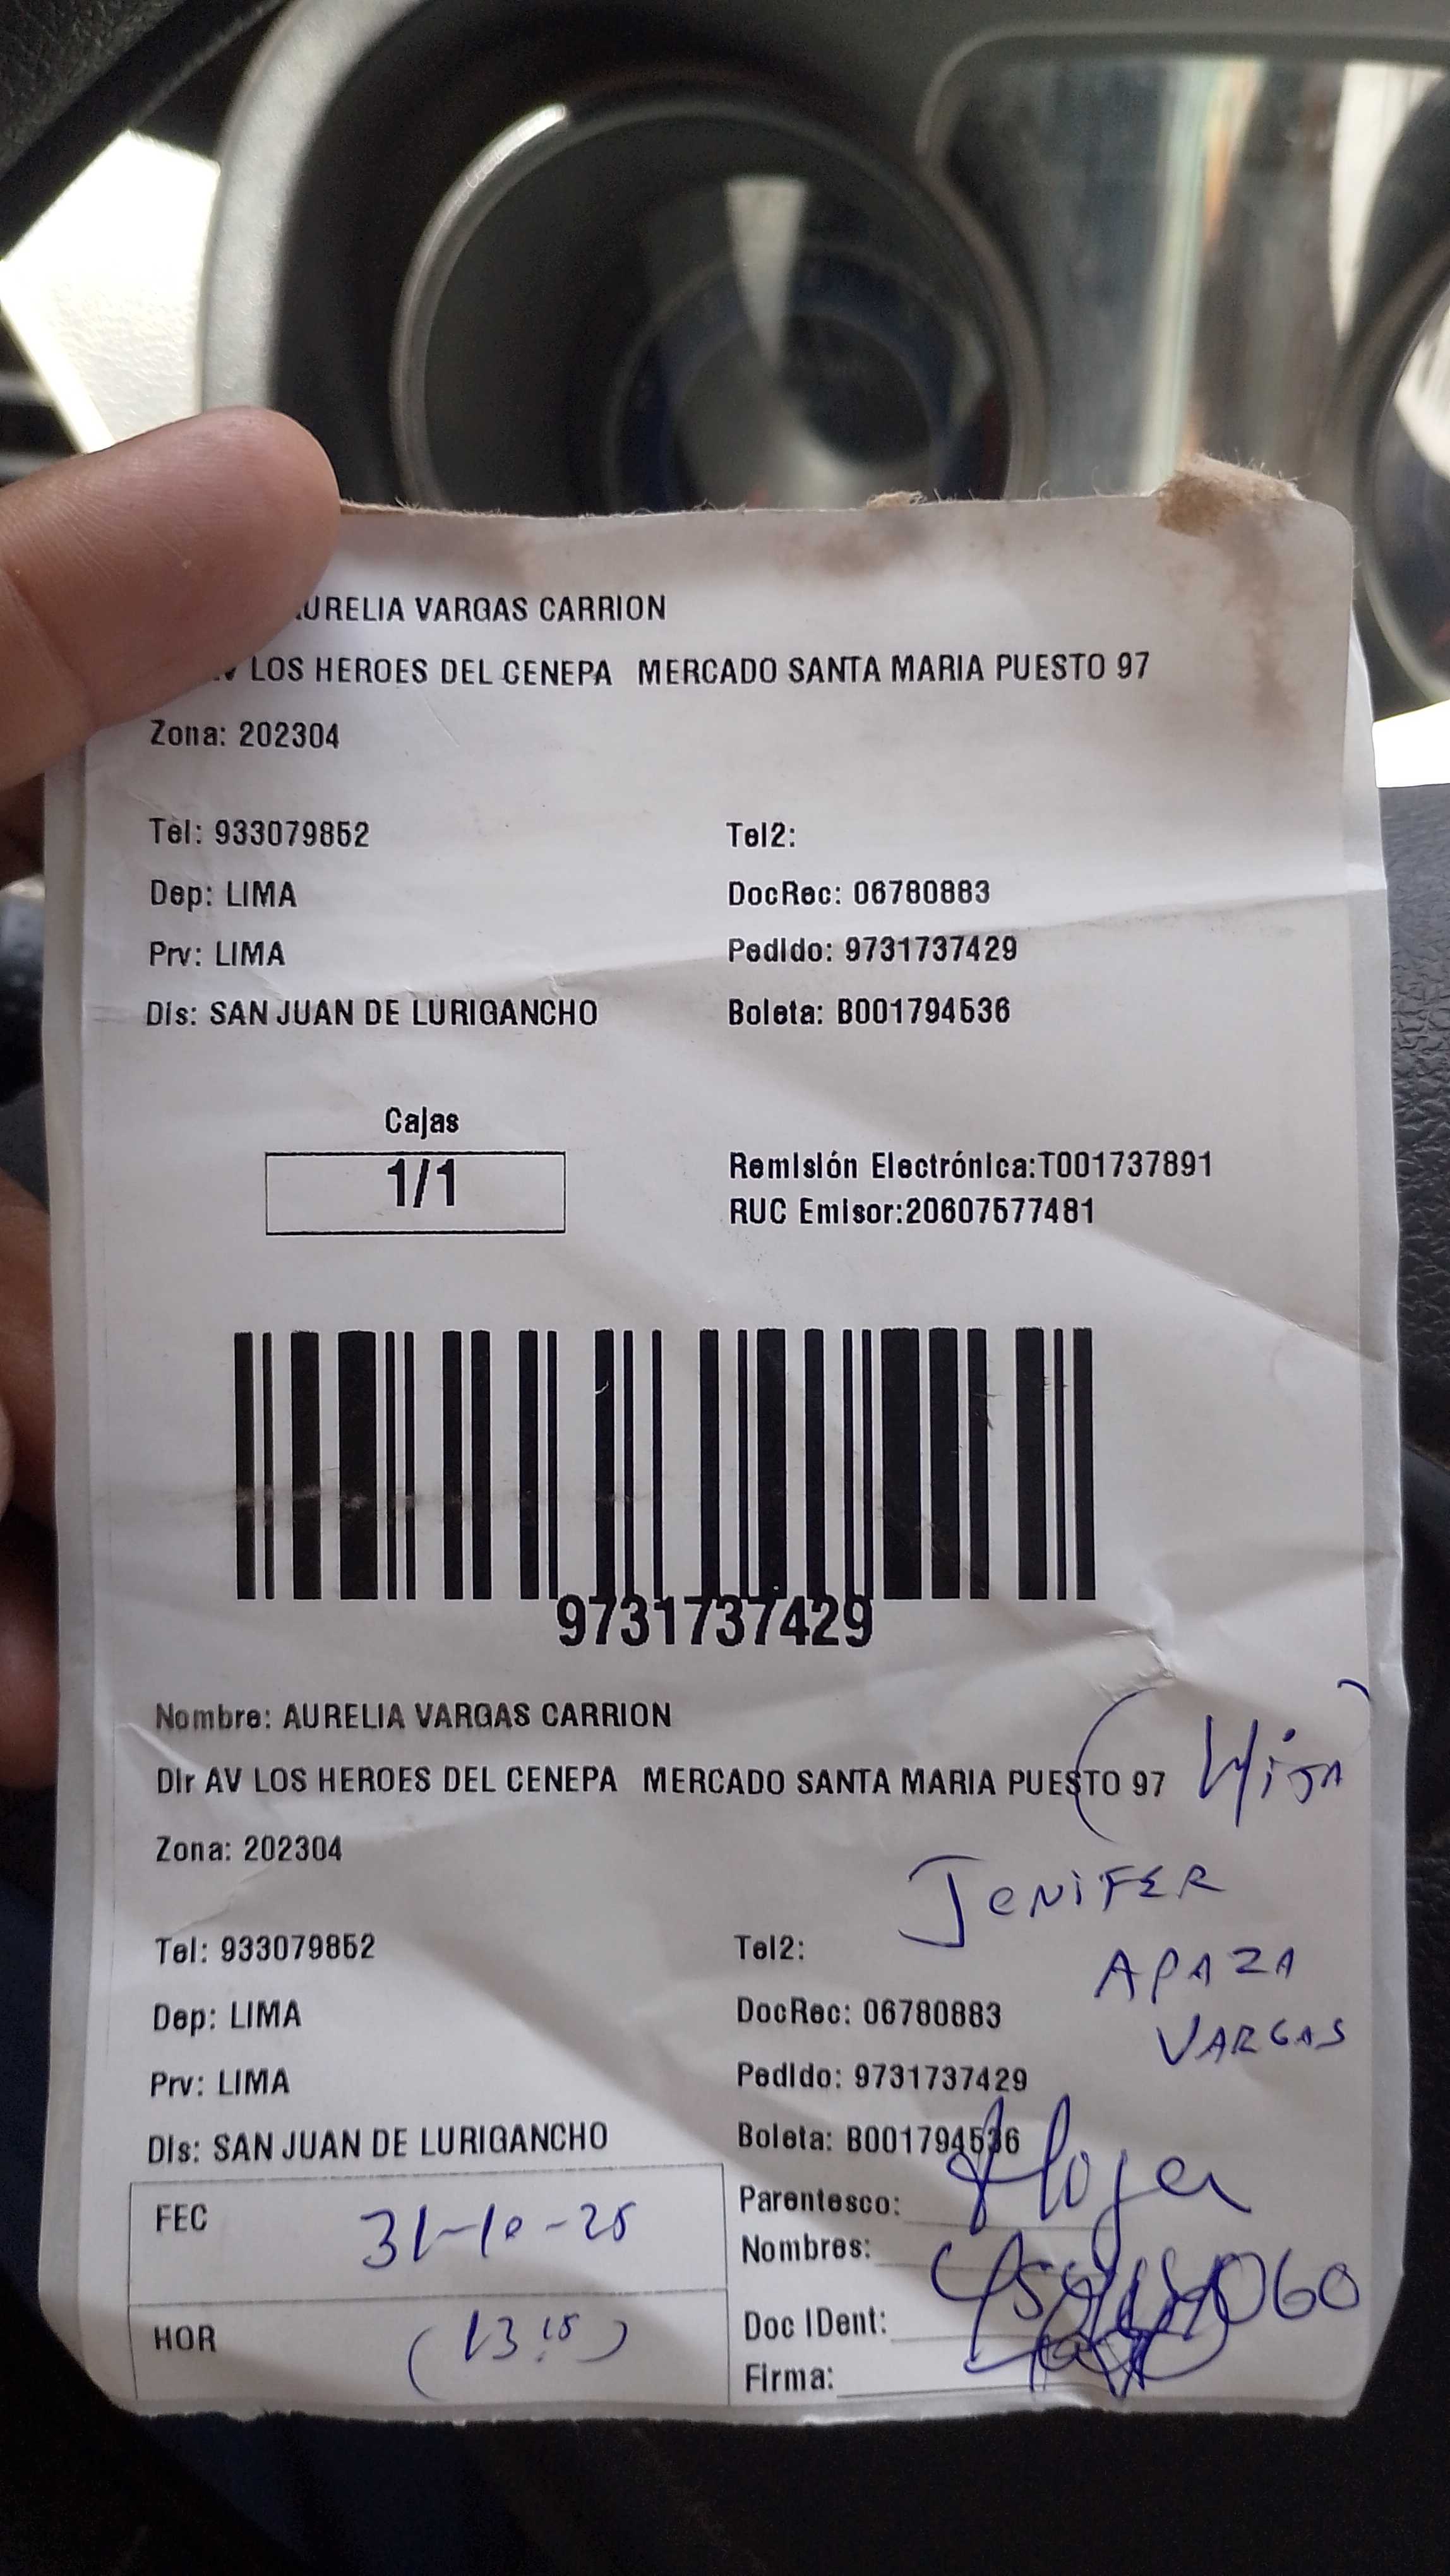 URELIA VARGAS CARRION
AV LOS HEROES DEL CENEPA MERCADO SANTA MARIA PUESTO 97
Zona: 202304
Tel: 933079852 Tel2:
Dep: LIMA DocRec: 06780883
Prv: LIMA Pedido: 9731737429
Dis: SAN JUAN DE LURIGANCHO Boleta: B001794536
Cajas
1/1
Remisión Electrónica:T001737891
RUC Emisor:20607577481
9731737429
Nombre: AURELIA VARGAS CARRION
Dir AV LOS HEROES DEL CENEPA MERCADO SANTA MARIA PUESTO 97
(Hija)
Zona: 202304
JENIFER
APAZA
VARGAS
Tel: 933079852 Tel2:
Dep: LIMA DocRec: 06780883
Prv: LIMA Pedido: 9731737429
Dis: SAN JUAN DE LURIGANCHO Boleta: B001794536
FEC 31-10-25
HOR (13:15)
Parentesco:
Nombres:
Doc IDent:
Firma: